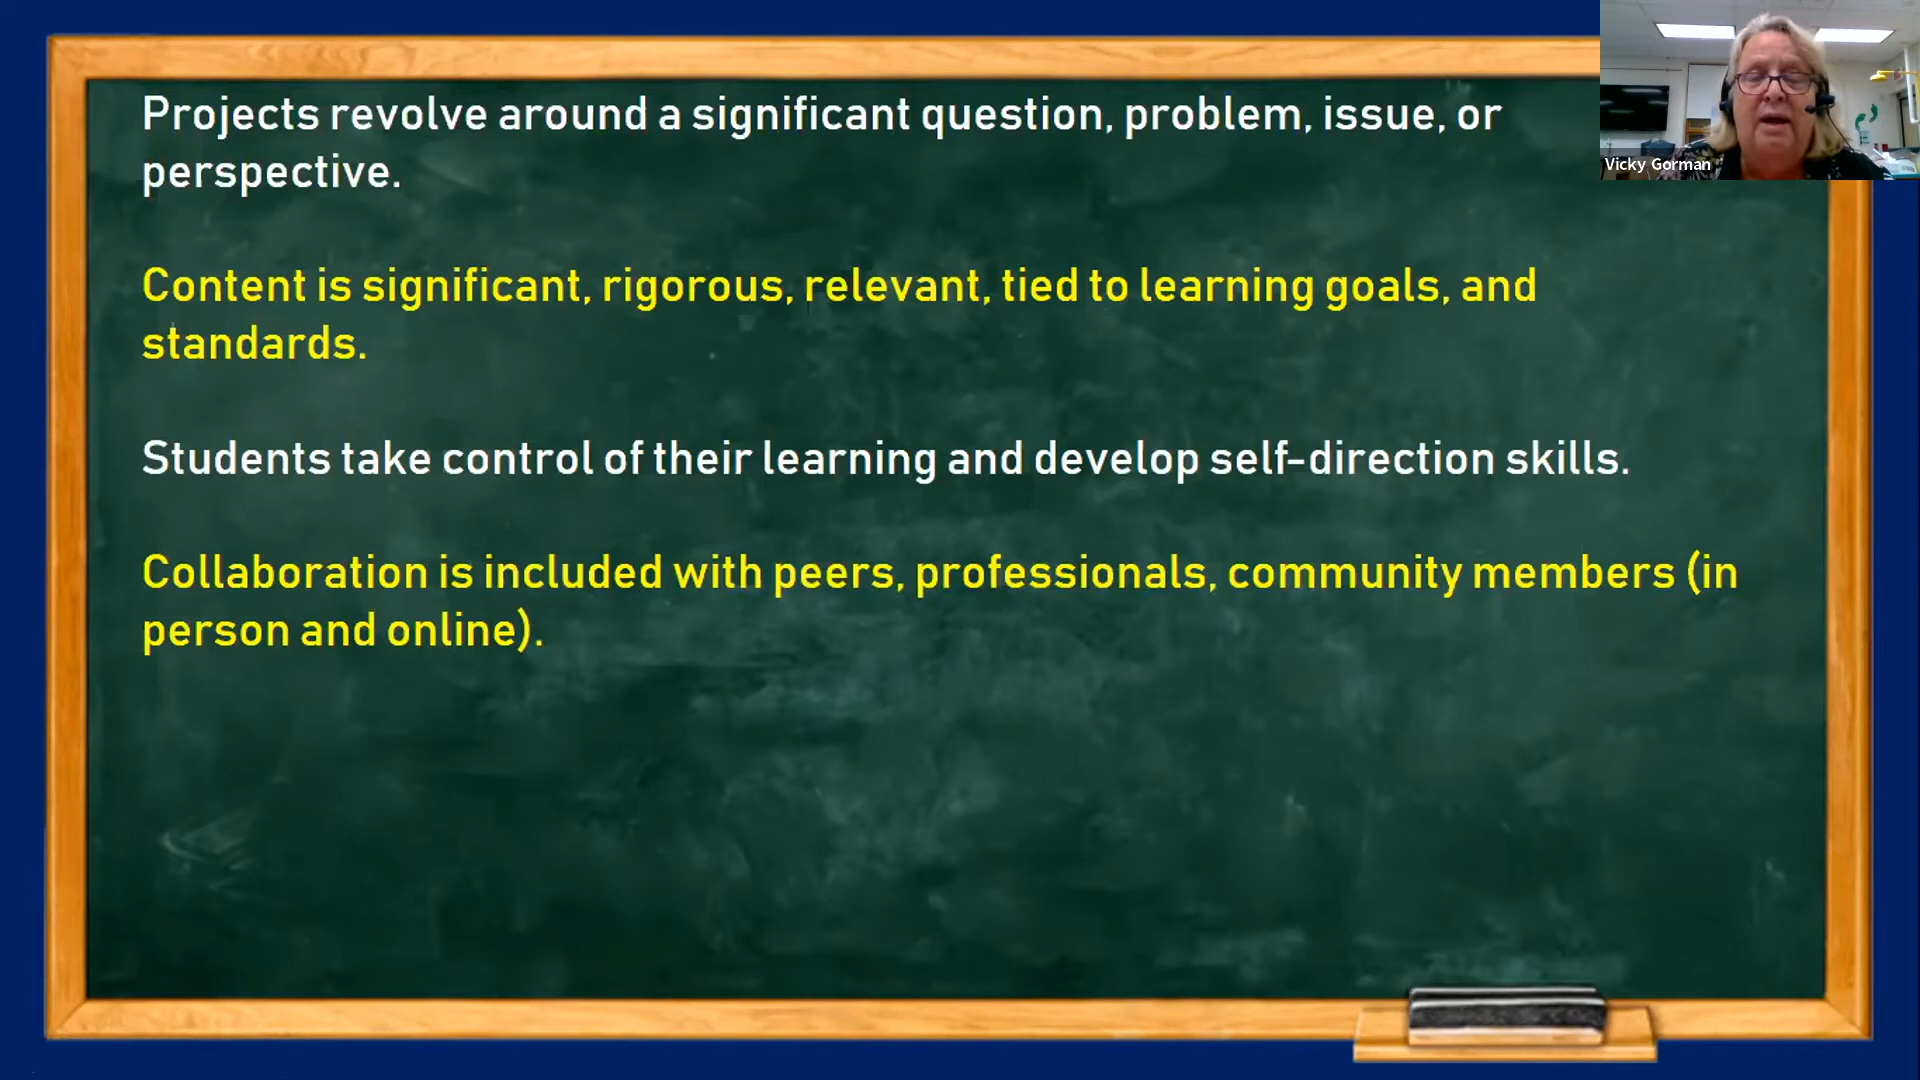 Projects revolve around a significant question, problem, issue, or
perspective.
Content is significant, rigorous, relevant, tied to learning goals, and
standards.
Students take control of their learning and develop self-direction skills.
Collaboration is included with peers, professionals, community members (in
person and online).
Vicky Gorman